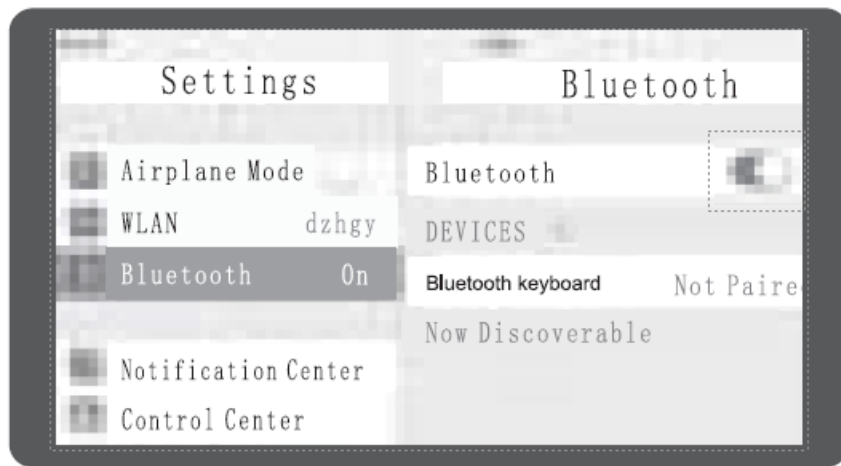 Settings
Bluetooth
Airplane Mode
WLAN dzhgy
Bluetooth On
Notification Center
Control Center
Bluetooth
DEVICES
Bluetooth keyboard Not Paire
Now Discoverable